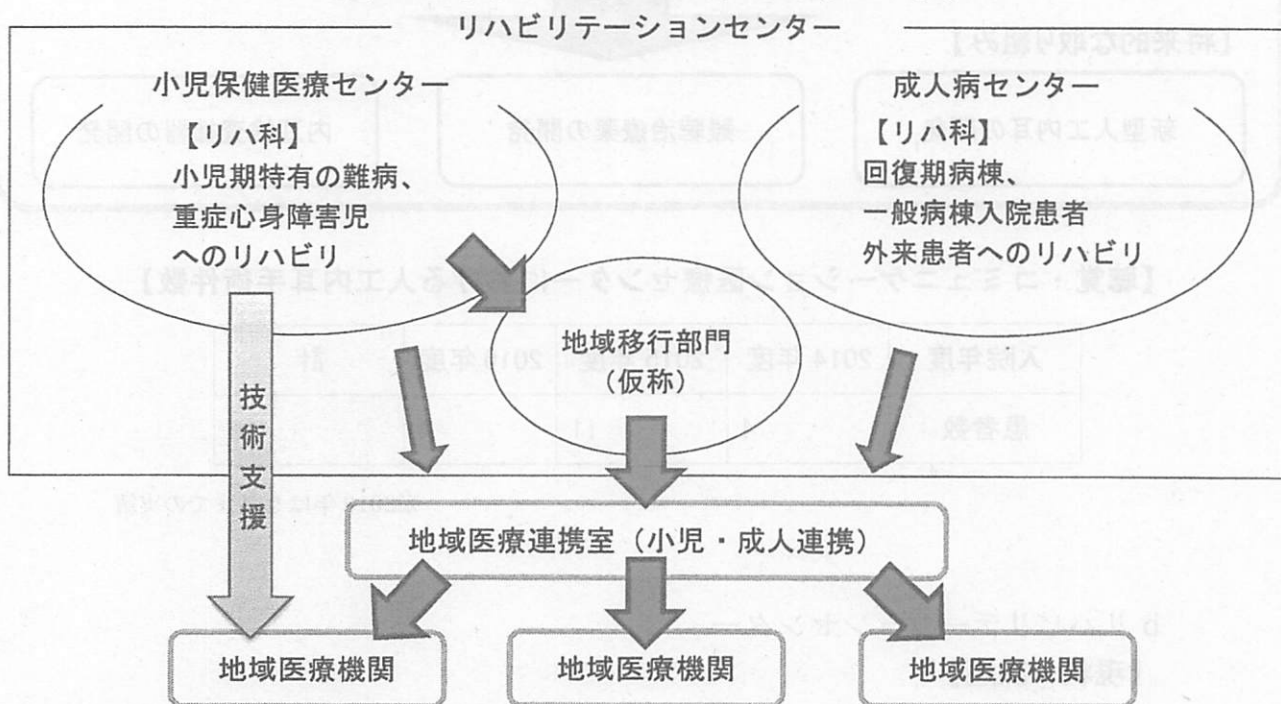 リハビリテーションセンター
小児保健医療センター
【リハ科】
小児期特有の難病、
重症心身障害児
へのリハビリ
成人病センター
【リハ科】
回復期病棟、
一般病棟入院患者
外来患者へのリハビリ
地域移行部門
(仮称)
技術支援
地域医療連携室(小児・成人連携)
地域医療機関
地域医療機関
地域医療機関